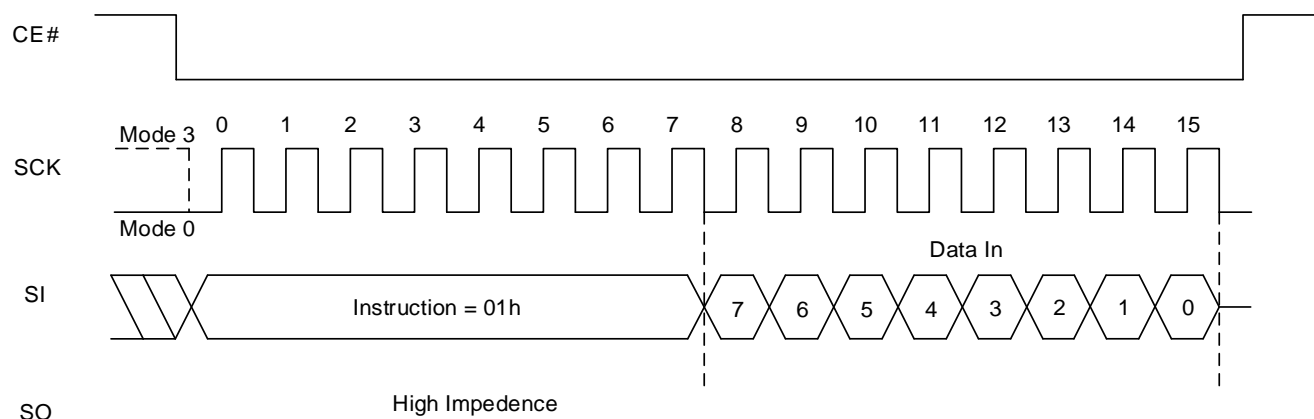 CE#
Mode 3
0 1 2 3 4 5 6 7 8 9 10 11 12 13 14 15
SCK
Mode 0
Data In
SI
Instruction = 01h
7 6 5 4 3 2 1 0
High Impedence
SO